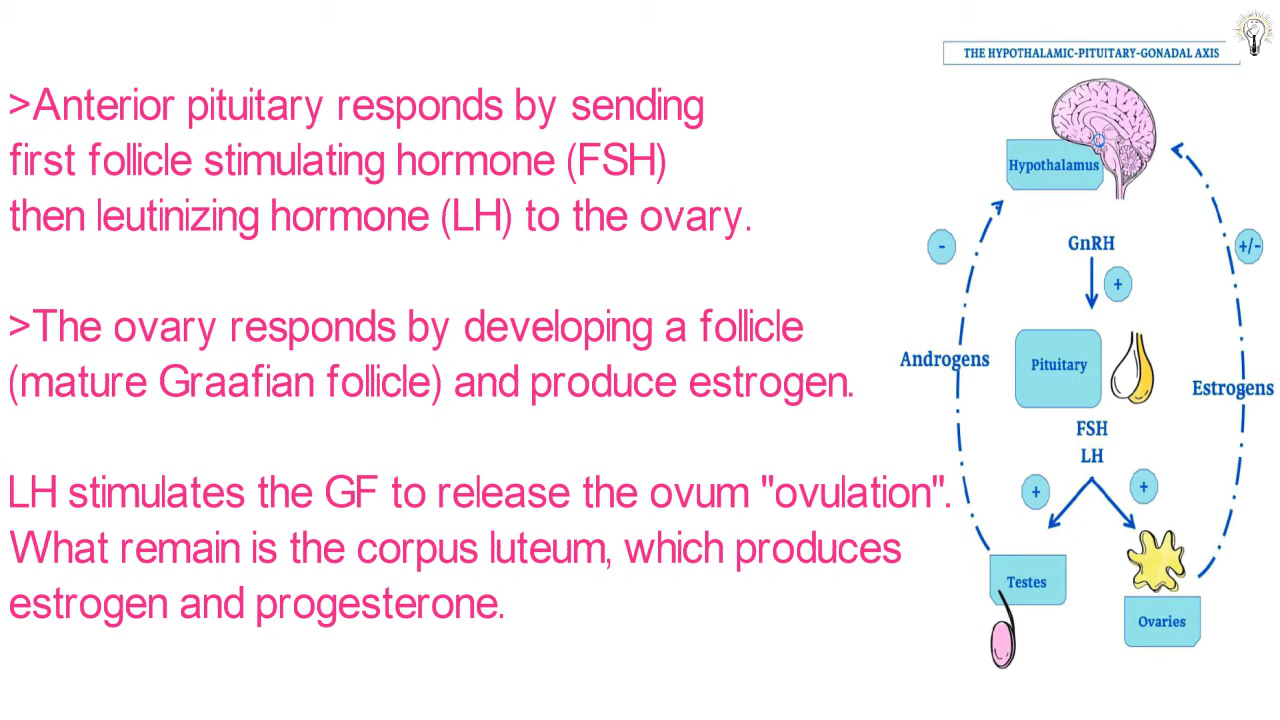 >Anterior pituitary responds by sending
first follicle stimulating hormone (FSH)
then leutinizing hormone (LH) to the ovary.
>The ovary responds by developing a follicle
(mature Graafian follicle) and produce estrogen.
LH stimulates the GF to release the ovum "ovulation".
What remain is the corpus luteum, which produces
estrogen and progesterone.
THE HYPOTHALAMIC-PITUITARY-GONADAL AXIS
Hypothalamus
-
GnRH
+/-
+
Androgens
Pituitary
Estrogens
FSH
LH
+
+
Testes
Ovaries